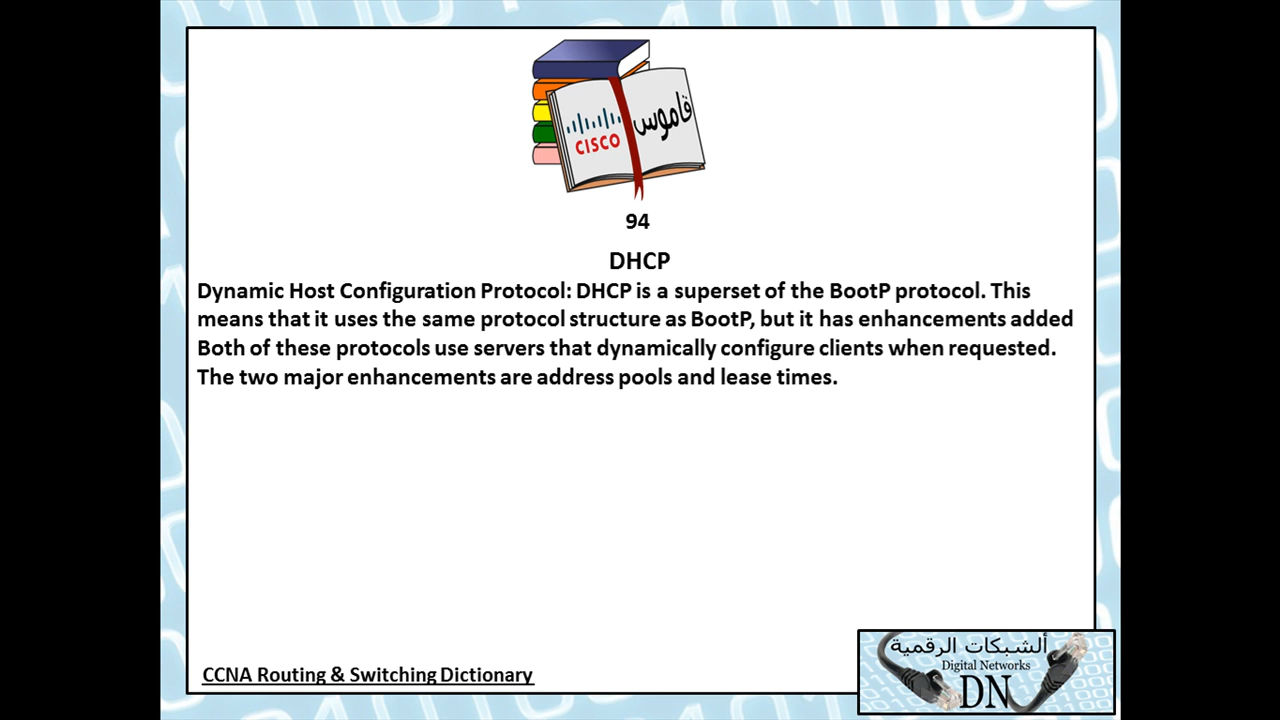 CISCO
قاموس
94
DHCP
Dynamic Host Configuration Protocol: DHCP is a superset of the BootP protocol. This
means that it uses the same protocol structure as BootP, but it has enhancements added
Both of these protocols use servers that dynamically configure clients when requested.
The two major enhancements are address pools and lease times.
CCNA Routing & Switching Dictionary
ألشبكات الرقمية
Digital Networks
DN